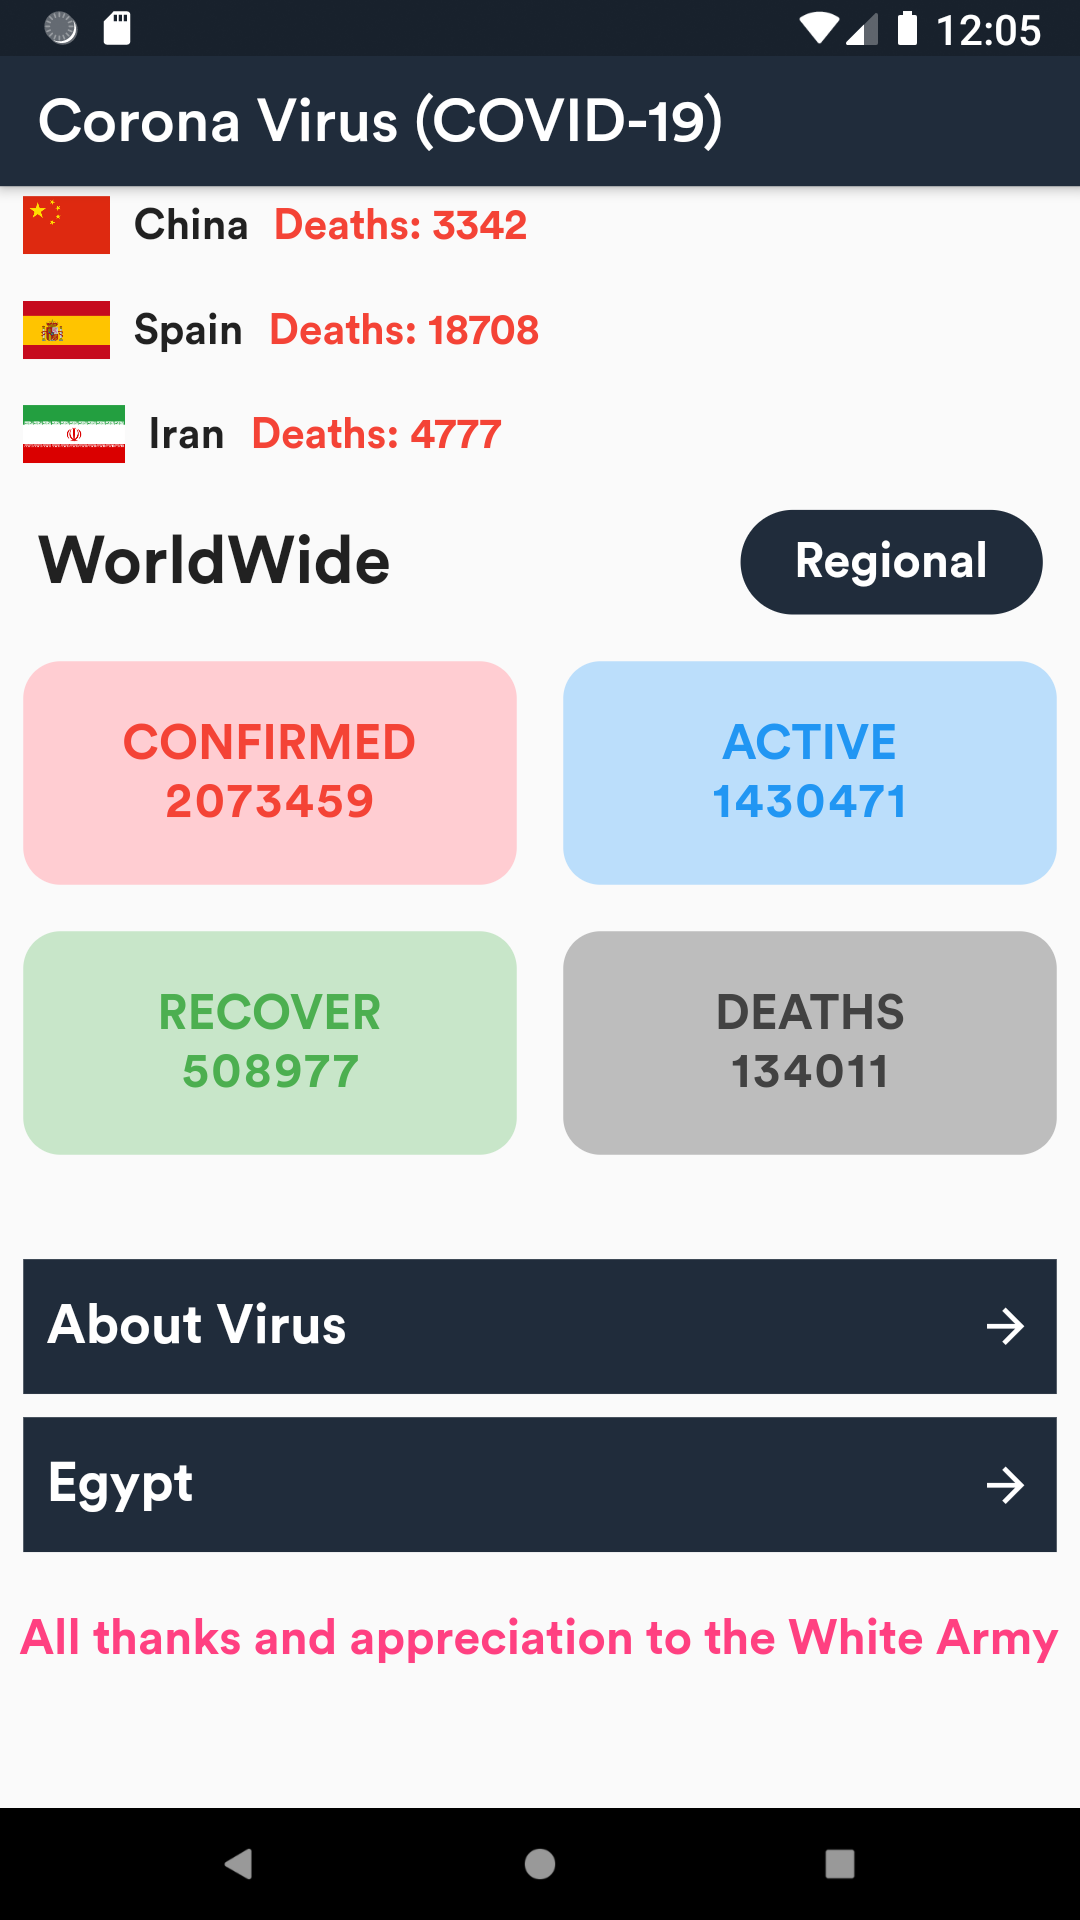 12:05
Corona Virus (COVID-19)
China Deaths: 3342
Spain Deaths: 18708
Iran Deaths: 4777
WorldWide Regional
CONFIRMED
2073459
ACTIVE
1430471
RECOVER
508977
DEATHS
134011
About Virus
Egypt
All thanks and appreciation to the White Army